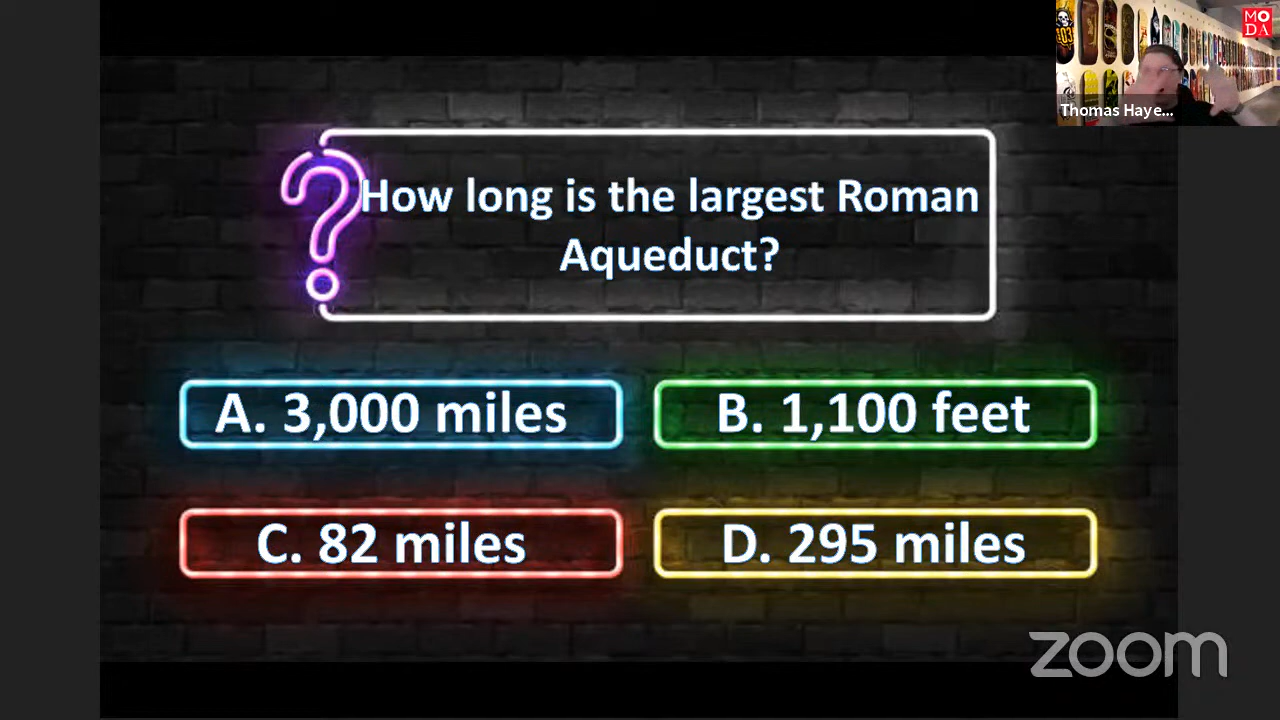 MO
DA
Thomas Haye...
How long is the largest Roman
Aqueduct?
A. 3,000 miles
B. 1,100 feet
C. 82 miles
D. 295 miles
zoom